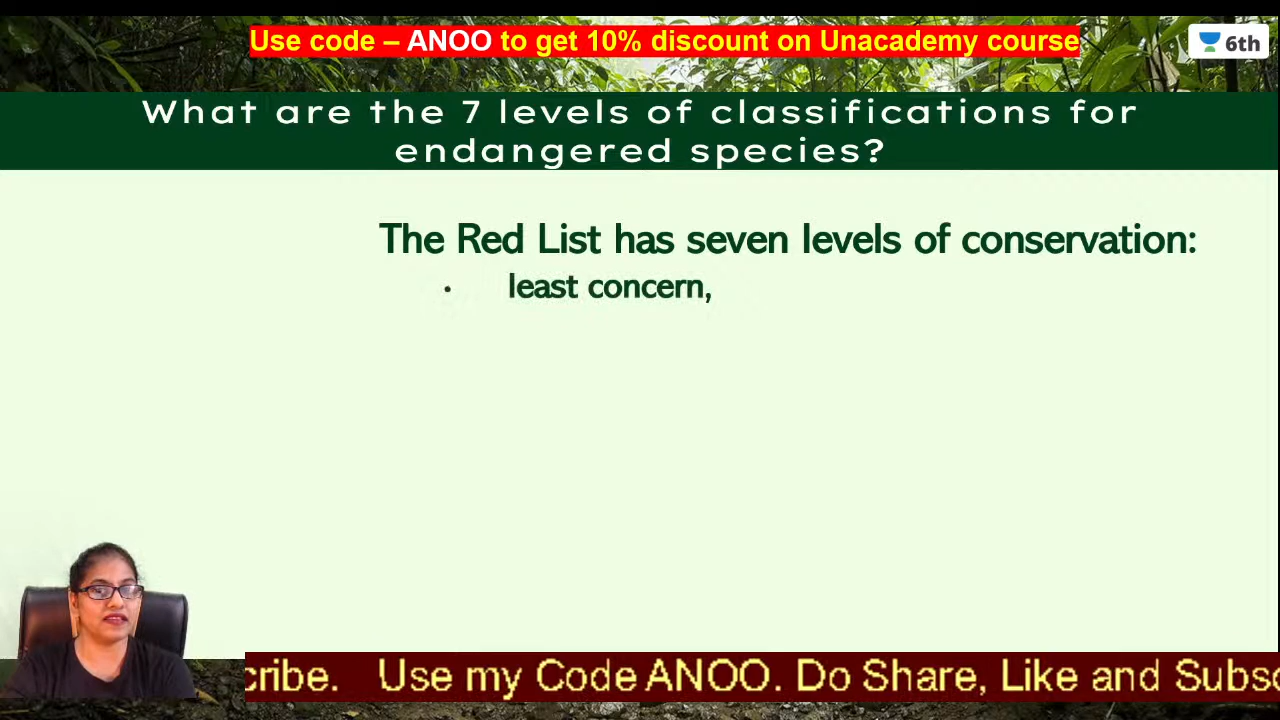 Use code – ANOO to get 10% discount on Unacademy course
6th
What are the 7 levels of classifications for
endangered species?
The Red List has seven levels of conservation:
• least concern,
cribe. Use my Code ANOO. Do Share, Like and Subsc